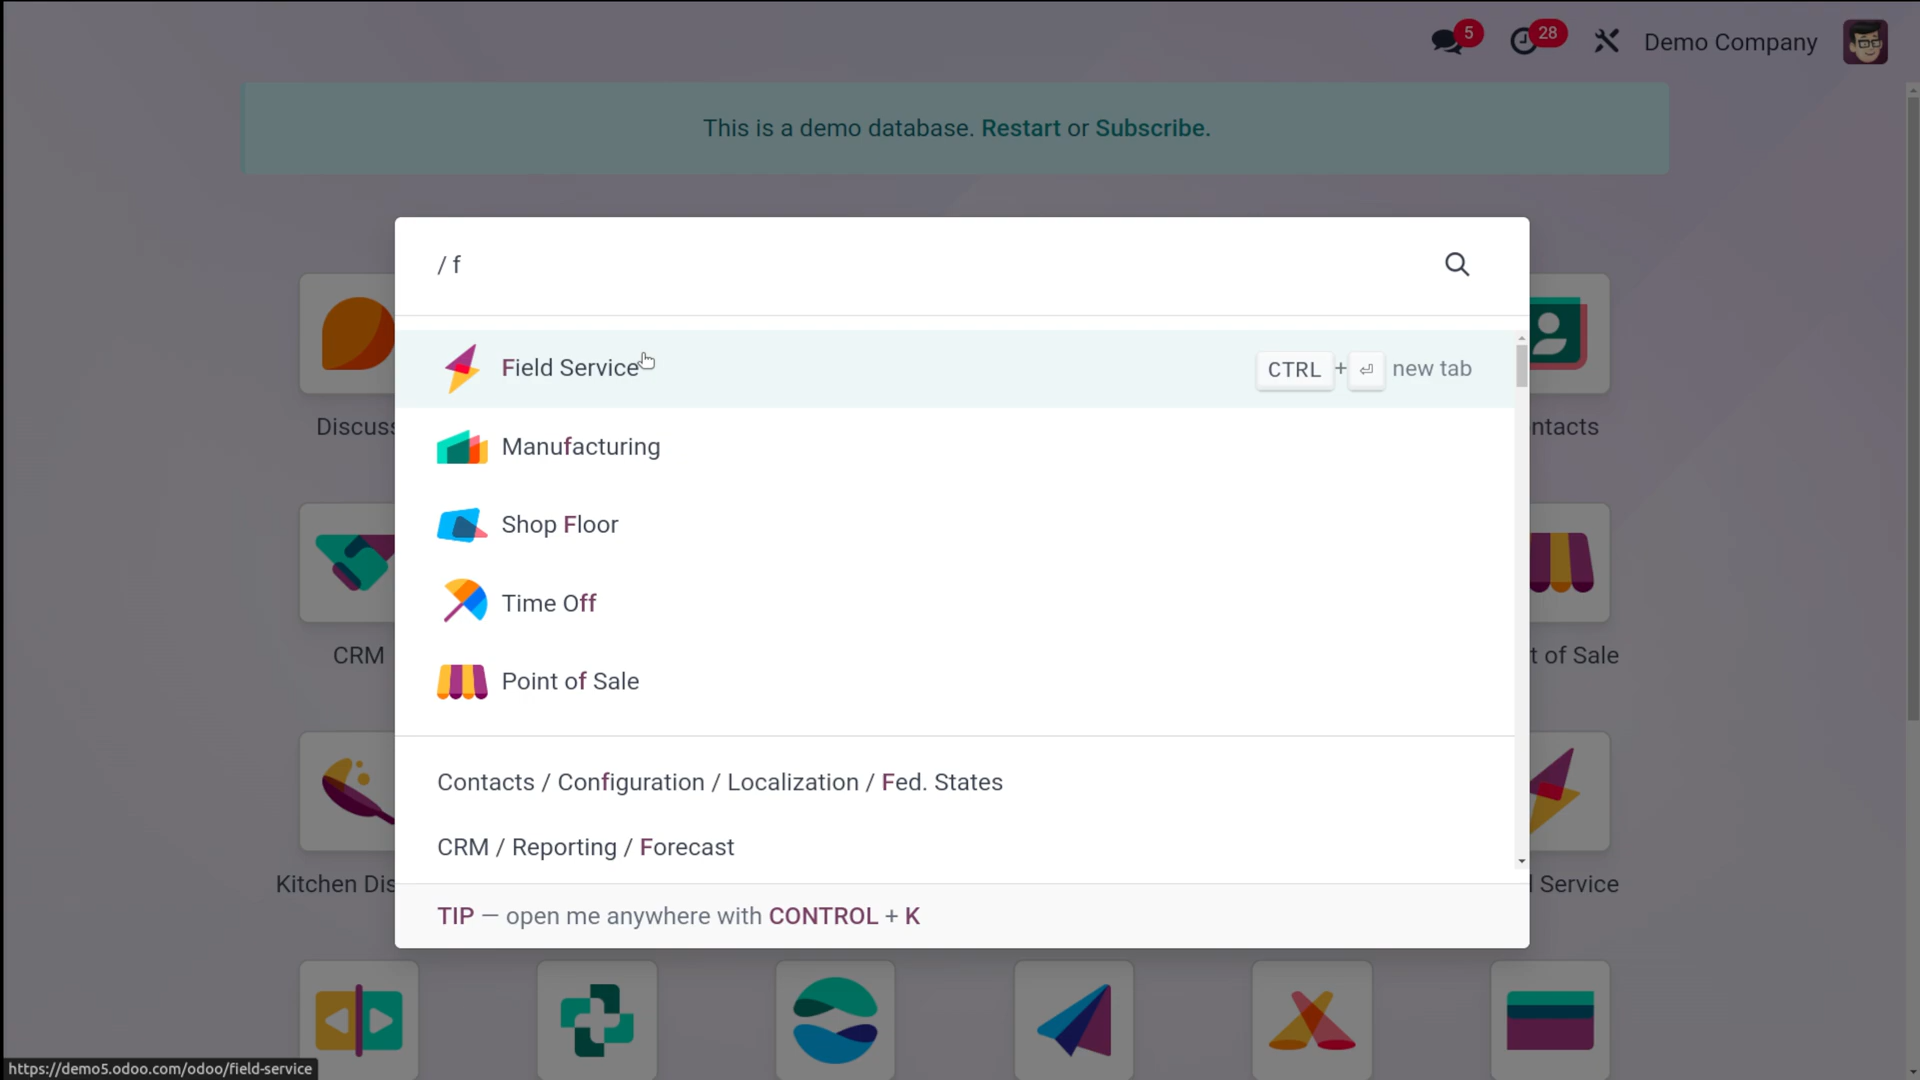 5
28
Demo Company
This is a demo database. Restart or Subscribe.
/ f
Field Service
CTRL + ⏎ new tab
Manufacturing
Shop Floor
Time Off
Point of Sale
Contacts / Configuration / Localization / Fed. States
CRM / Reporting / Forecast
TIP — open me anywhere with CONTROL + K
Discuss
ntacts
CRM
t of Sale
Kitchen Dis
Service
https://demo5.odoo.com/odoo/field-service